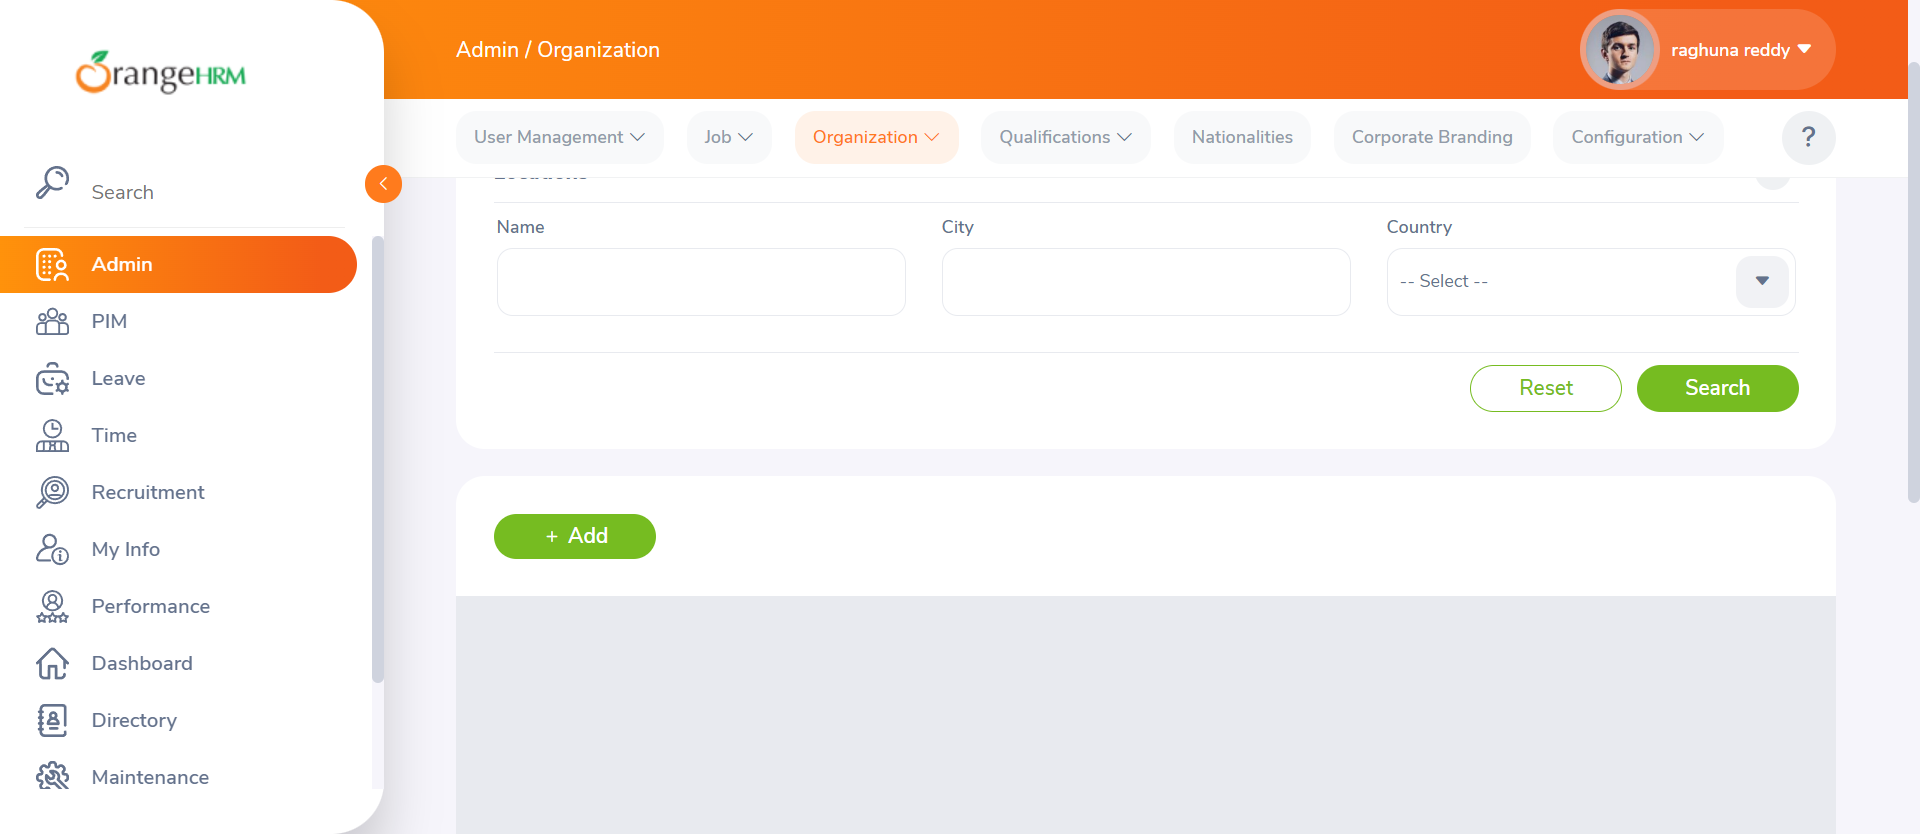 OrangeHRM
Admin / Organization
raghuna reddy
User Management
Job
Organization
Qualifications
Nationalities
Corporate Branding
Configuration
?
Search
Admin
PIM
Leave
Time
Recruitment
My Info
Performance
Dashboard
Directory
Maintenance
Name
City
Country
-- Select --
Reset
Search
+ Add